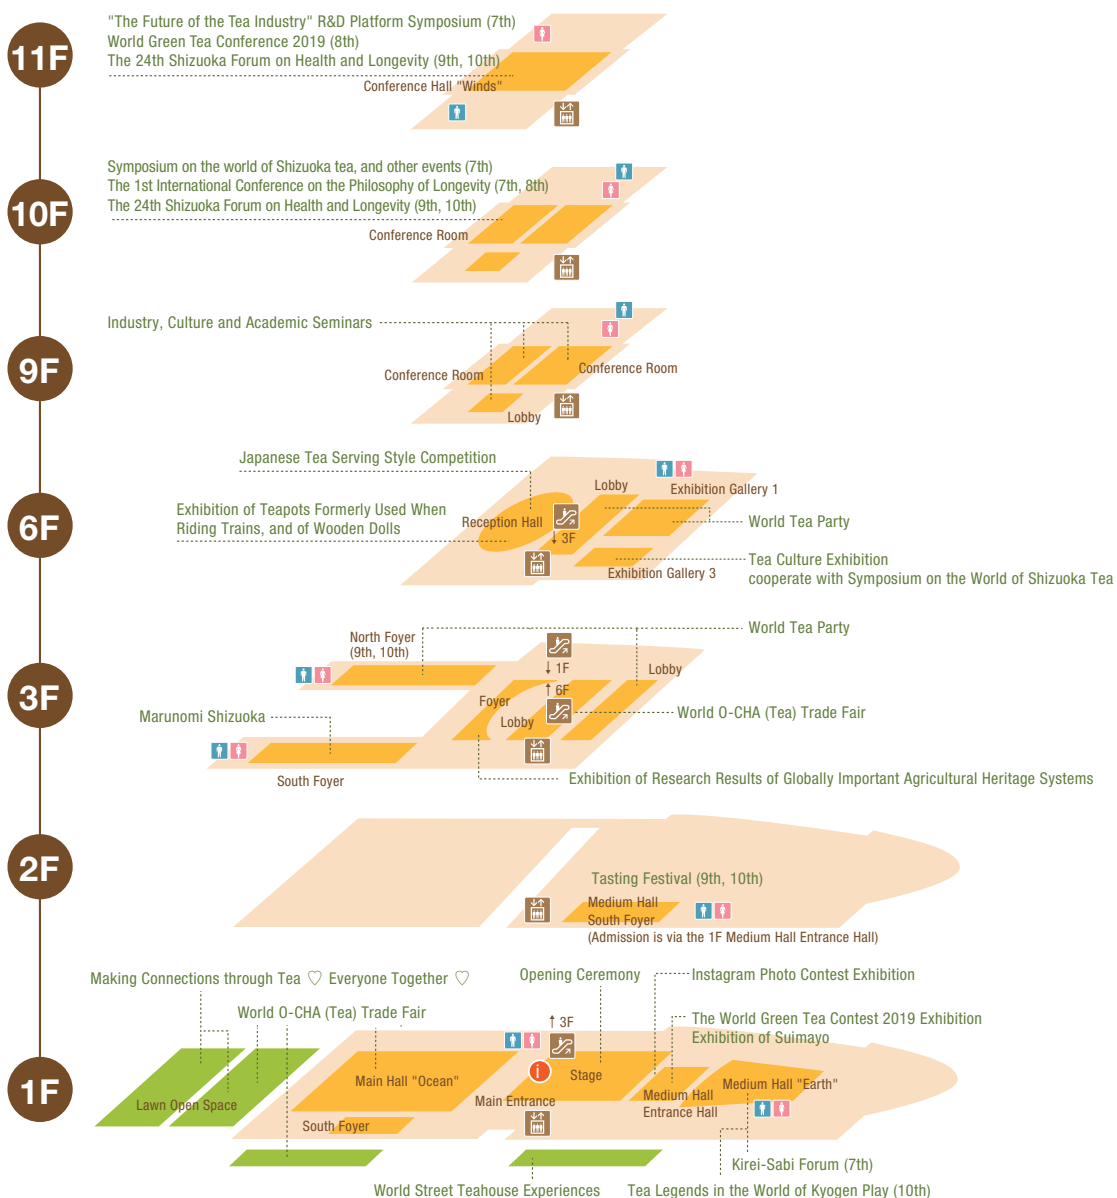 11F
"The Future of the Tea Industry" R&D Platform Symposium (7th)
World Green Tea Conference 2019 (8th)
The 24th Shizuoka Forum on Health and Longevity (9th, 10th)
Conference Hall "Winds"
10F
Symposium on the world of Shizuoka tea, and other events (7th)
The 1st International Conference on the Philosophy of Longevity (7th, 8th)
The 24th Shizuoka Forum on Health and Longevity (9th, 10th)
Conference Room
9F
Industry, Culture and Academic Seminars
Conference Room
Conference Room
Lobby
6F
Japanese Tea Serving Style Competition
Exhibition of Teapots Formerly Used When
Riding Trains, and of Wooden Dolls
Reception Hall
Lobby
Exhibition Gallery 1
↓ 3F
World Tea Party
Exhibition Gallery 3
Tea Culture Exhibition
cooperate with Symposium on the World of Shizuoka Tea
3F
North Foyer
(9th, 10th)
World Tea Party
↓ 1F
Lobby
↑ 6F
Foyer
Lobby
World O-CHA (Tea) Trade Fair
Marunomi Shizuoka
South Foyer
Exhibition of Research Results of Globally Important Agricultural Heritage Systems
2F
Tasting Festival (9th, 10th)
Medium Hall
South Foyer
(Admission is via the 1F Medium Hall Entrance Hall)
1F
Making Connections through Tea ♡ Everyone Together ♡
Opening Ceremony
Instagram Photo Contest Exhibition
World O-CHA (Tea) Trade Fair
↑ 3F
The World Green Tea Contest 2019 Exhibition
Exhibition of Suimayo
Main Hall "Ocean"
i
Stage
Medium Hall "Earth"
Lawn Open Space
Main Entrance
Medium Hall
Entrance Hall
South Foyer
Kirei-Sabi Forum (7th)
World Street Teahouse Experiences
Tea Legends in the World of Kyogen Play (10th)